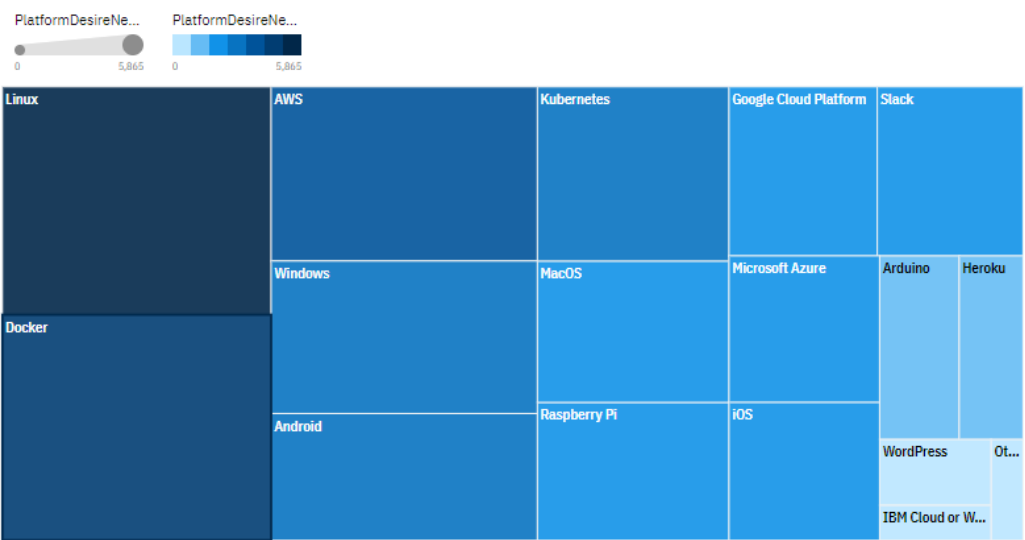 PlatformDesireNe... PlatformDesireNe...
0 5,865 0 5,865
Linux AWS Kubernetes Google Cloud Platform Slack
Windows MacOS Microsoft Azure Arduino Heroku
Docker
Android Raspberry Pi iOS
WordPress Ot...
IBM Cloud or W...